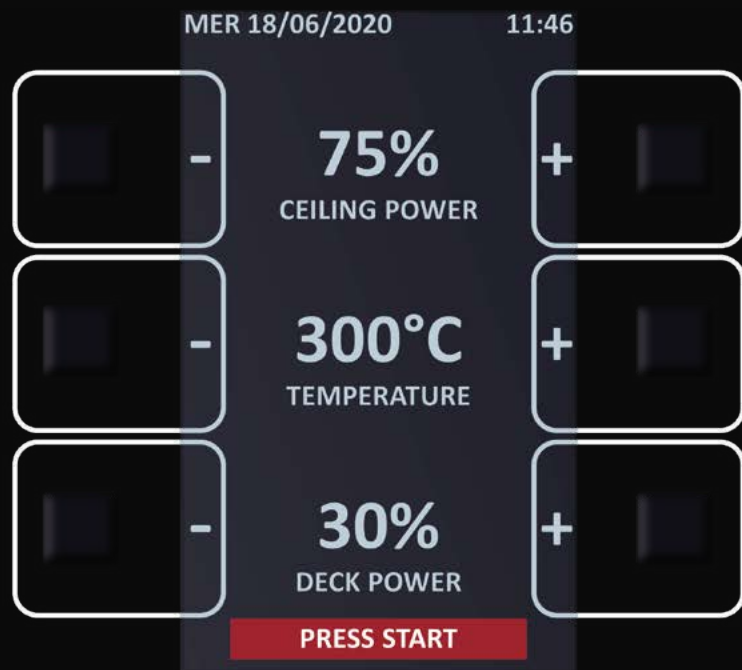 MER 18/06/2020 11:46
- 75% +
CEILING POWER
- 300°C +
TEMPERATURE
- 30% +
DECK POWER
PRESS START